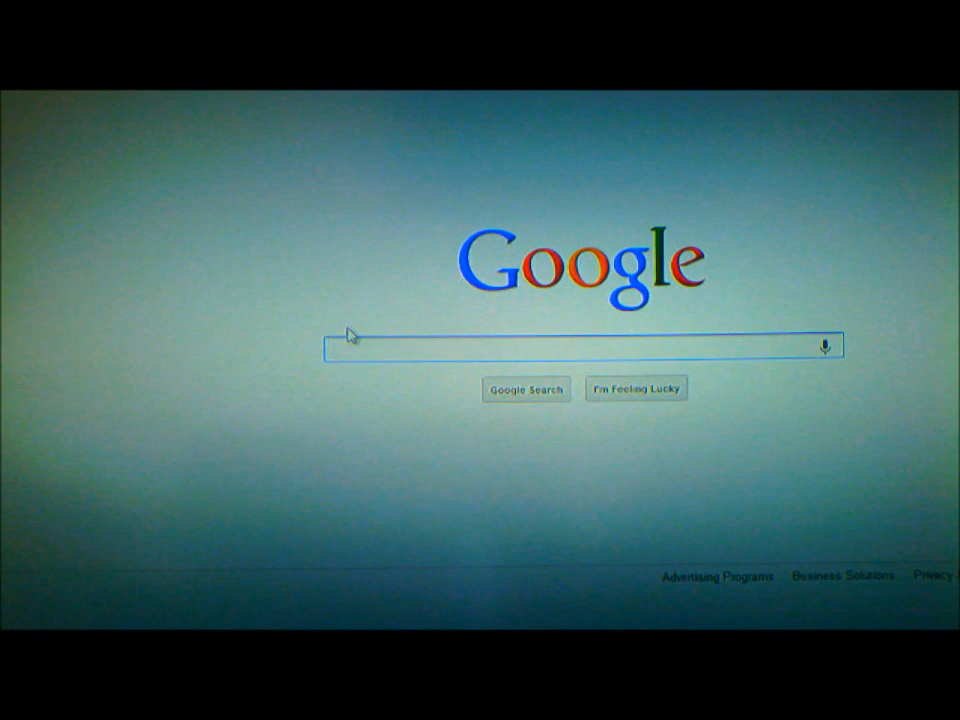 Google
Google Search
I'm Feeling Lucky
Advertising Programs
Business Solutions
Privacy